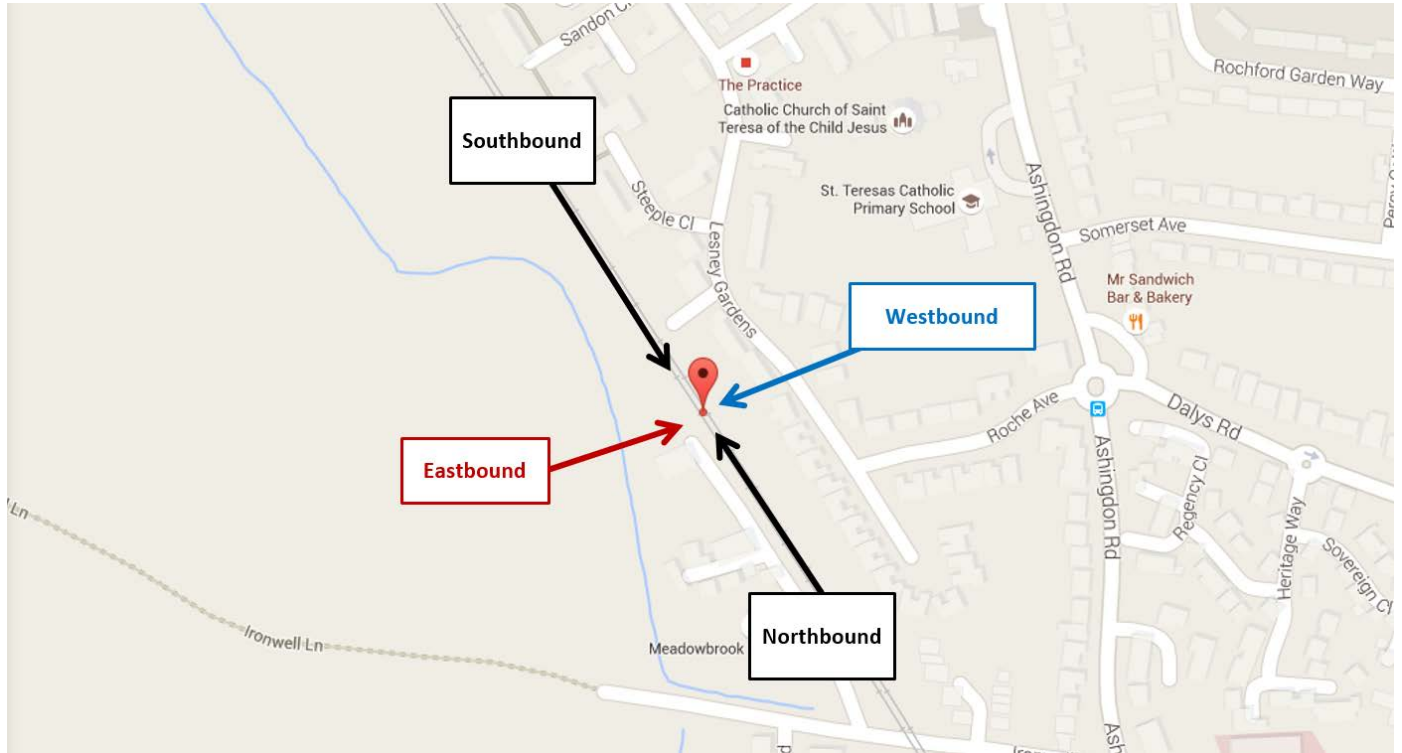 Sandon Cl
The Practice
Rochford Garden Way
Catholic Church of Saint
Teresa of the Child Jesus
Southbound
Steeple Cl
St. Teresas Catholic
Primary School
Ashingdon Rd
Somerset Ave
Lesney Gardens
Mr Sandwich
Bar & Bakery
Westbound
Roche Ave
Dalys Rd
Eastbound
Ashingdon Rd
Regency Cl
Heritage Way
Sovereign Cl
Ln
Ironwell Ln
Northbound
Meadowbrook